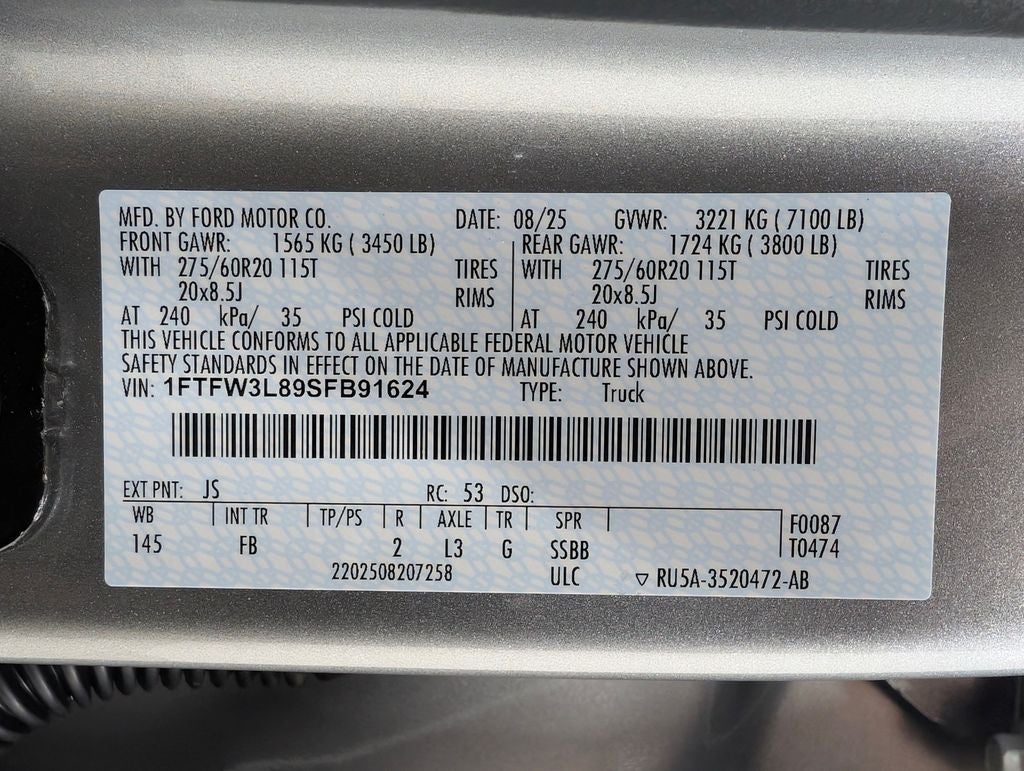 MFD. BY FORD MOTOR CO. DATE: 08/25 GVWR: 3221 KG ( 7100 LB)
FRONT GAWR: 1565 KG ( 3450 LB) REAR GAWR: 1724 KG ( 3800 LB)
WITH 275/60R20 115T TIRES WITH 275/60R20 115T TIRES
20x8.5J RIMS 20x8.5J RIMS
AT 240 kPa/ 35 PSI COLD AT 240 kPa/ 35 PSI COLD
THIS VEHICLE CONFORMS TO ALL APPLICABLE FEDERAL MOTOR VEHICLE
SAFETY STANDARDS IN EFFECT ON THE DATE OF MANUFACTURE SHOWN ABOVE.
VIN: 1FTFW3L89SFB91624 TYPE: Truck
EXT PNT: JS RC: 53 DSO:
WB INT TR TP/PS R AXLE TR SPR F0087
145 FB 2 L3 G SSBB T0474
2202508207258 ULC ▽ RU5A-3520472-AB